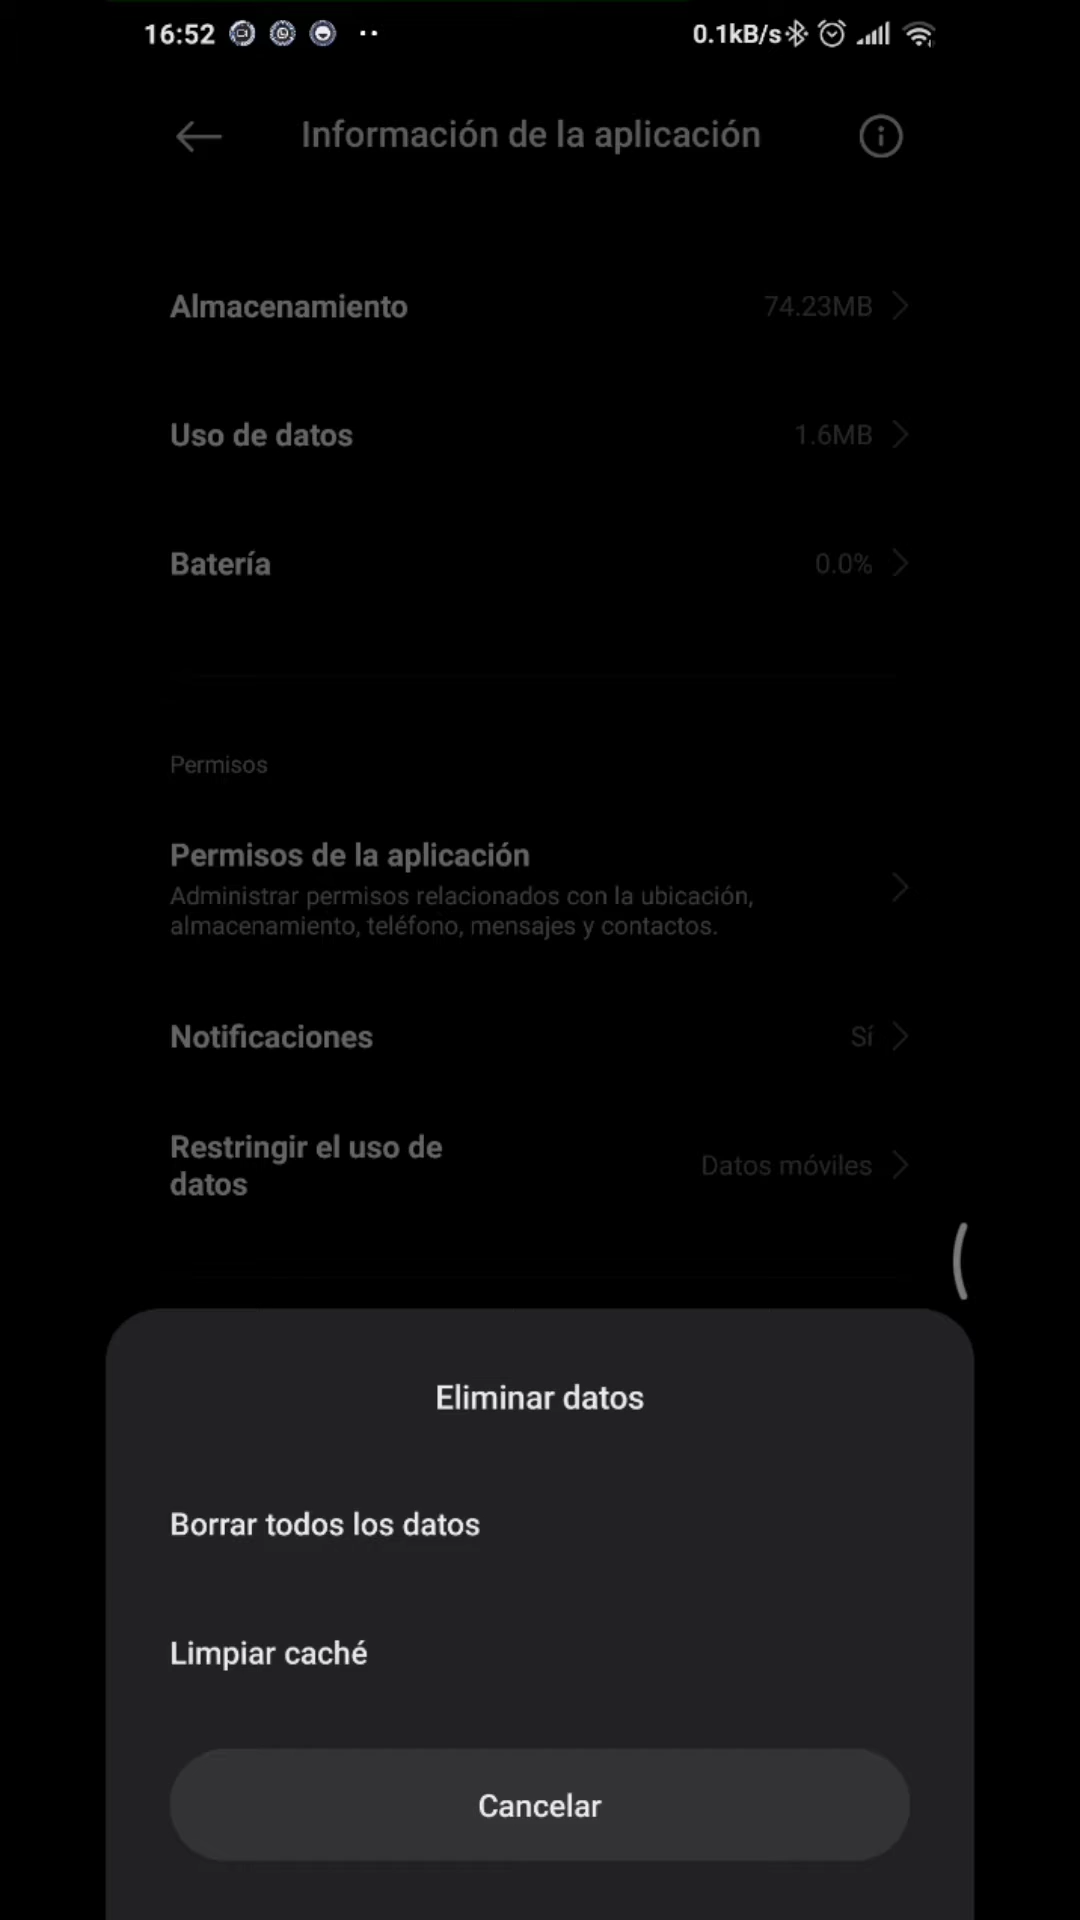 16:52
0.1kB/s
Información de la aplicación
Almacenamiento
74.23MB
Uso de datos
1.6MB
Batería
0.0%
Permisos
Permisos de la aplicación
Administrar permisos relacionados con la ubicación,
almacenamiento, teléfono, mensajes y contactos.
Notificaciones
Sí
Restringir el uso de
datos
Datos móviles
Eliminar datos
Borrar todos los datos
Limpiar caché
Cancelar